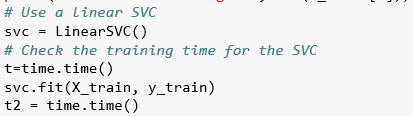 # Use a linear SVC
svc = LinearSVC()
# Check the training time for the SVC
t=time.time()
svc.fit(X_train, y_train)
t2 = time.time()